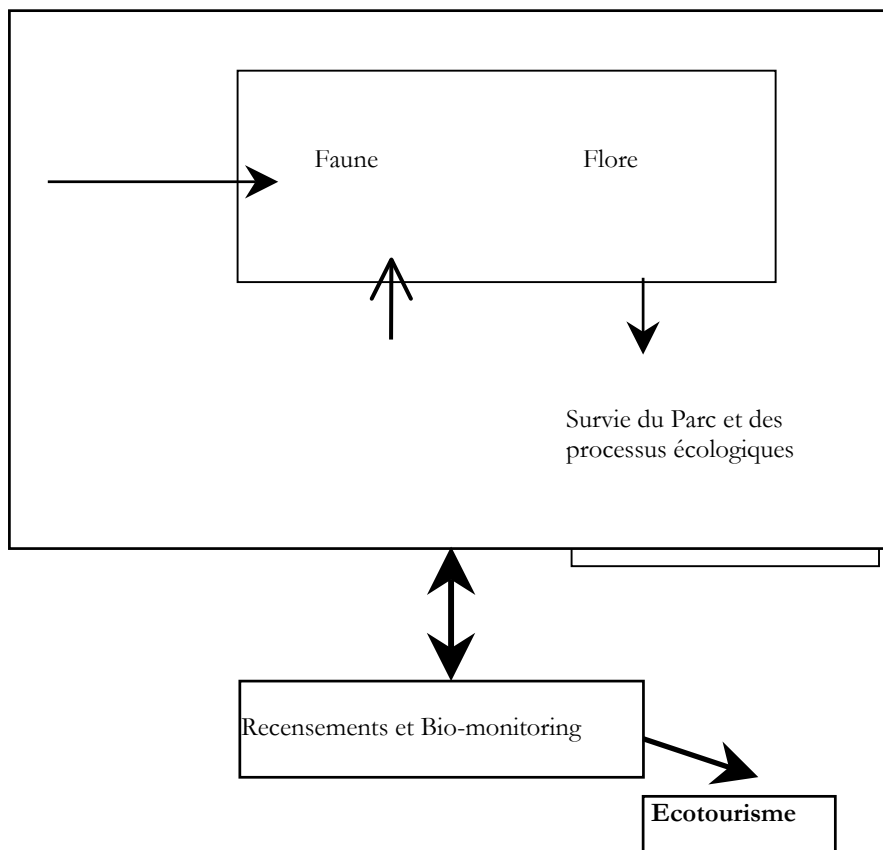 Faune Flore
Survie du Parc et des
processus écologiques
Recensements et Bio-monitoring
Ecotourisme